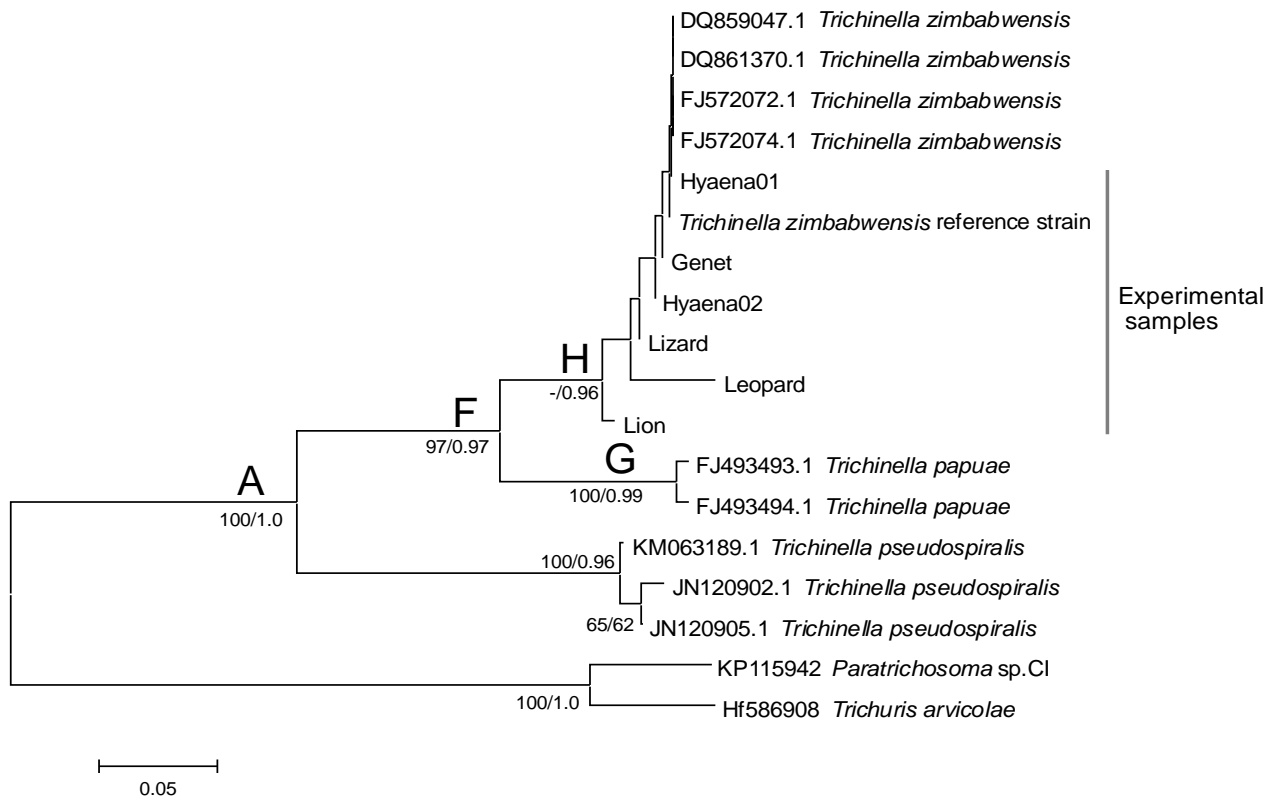 DQ859047.1 Trichinella zimbabwensis
DQ861370.1 Trichinella zimbabwensis
FJ572072.1 Trichinella zimbabwensis
FJ572074.1 Trichinella zimbabwensis
Hyaena01
Trichinella zimbabwensis reference strain
Genet
Hyaena02
Lizard
Leopard
Lion
Experimental
samples
H
-/0.96
F
97/0.97
G
100/0.99
FJ493493.1 Trichinella papuae
FJ493494.1 Trichinella papuae
A
100/1.0
KM063189.1 Trichinella pseudospiralis
100/0.96
JN120902.1 Trichinella pseudospiralis
65/62
JN120905.1 Trichinella pseudospiralis
KP115942 Paratrichosoma sp.CI
100/1.0
Hf586908 Trichuris arvicolae
0.05